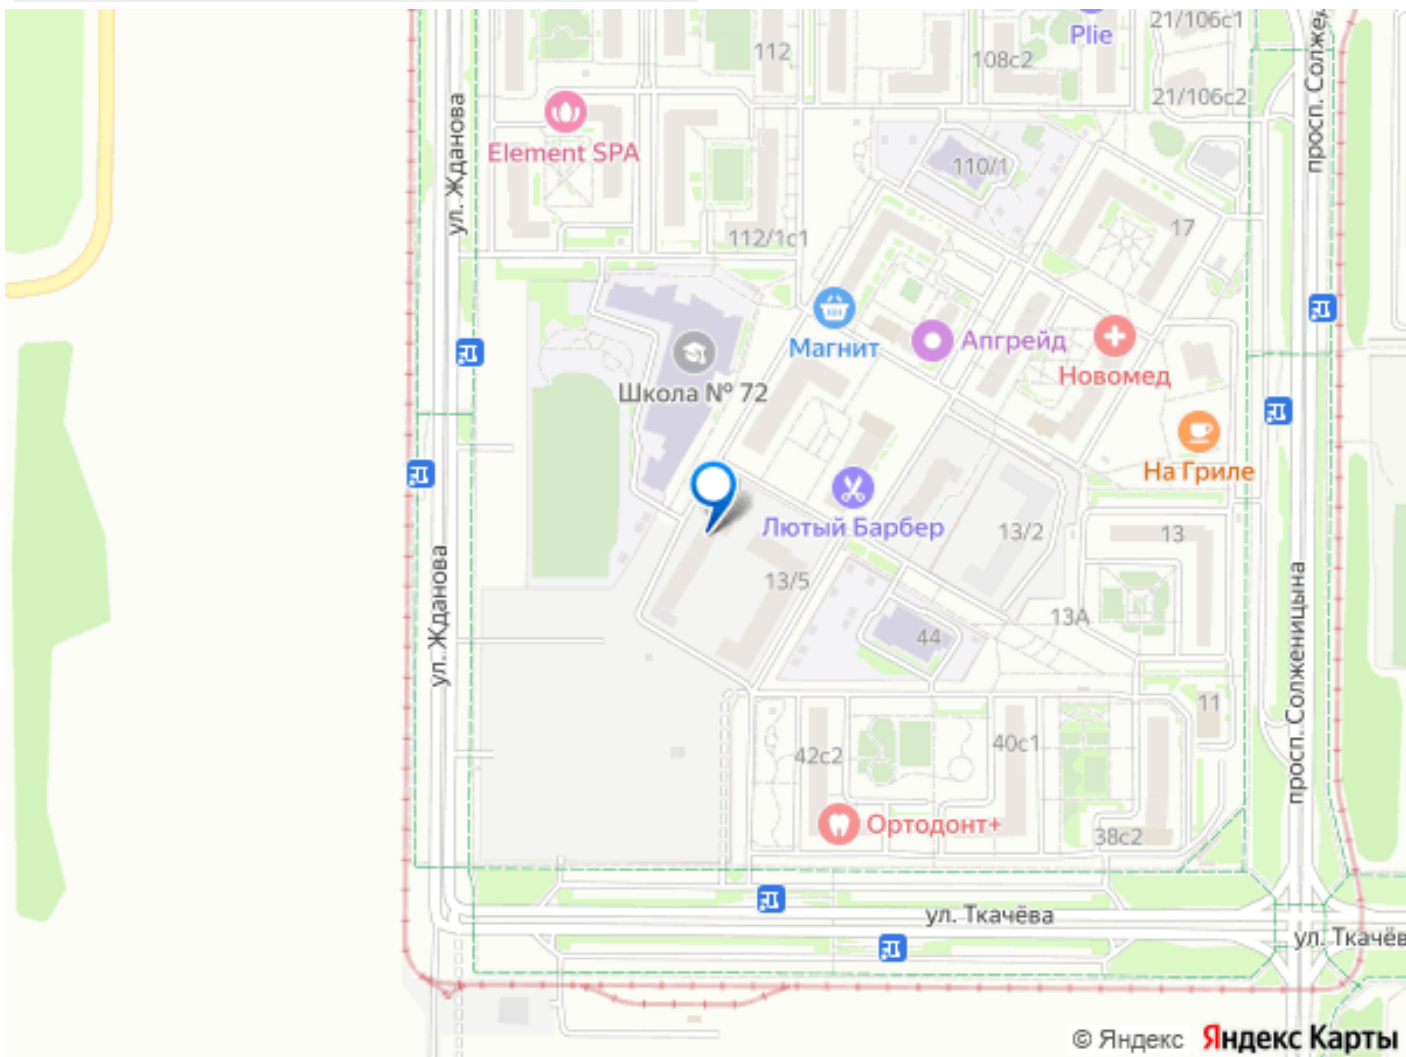 21/106с1
Plie
112
108с2
просп. Солжен
21/106с2
ул. Жданова
Element SPA
110/1
17
112/1с1
Магнит
Апгрейд
Новомед
Школа № 72
На Гриле
Лютый Барбер
13/2
13
13/5
13А
44
ул. Жданова
просп. Солженицына
11
42с2
40с1
Ортодонт+
38с2
ул. Ткачёва
ул. Ткачёв
© Яндекс Яндекс Карты